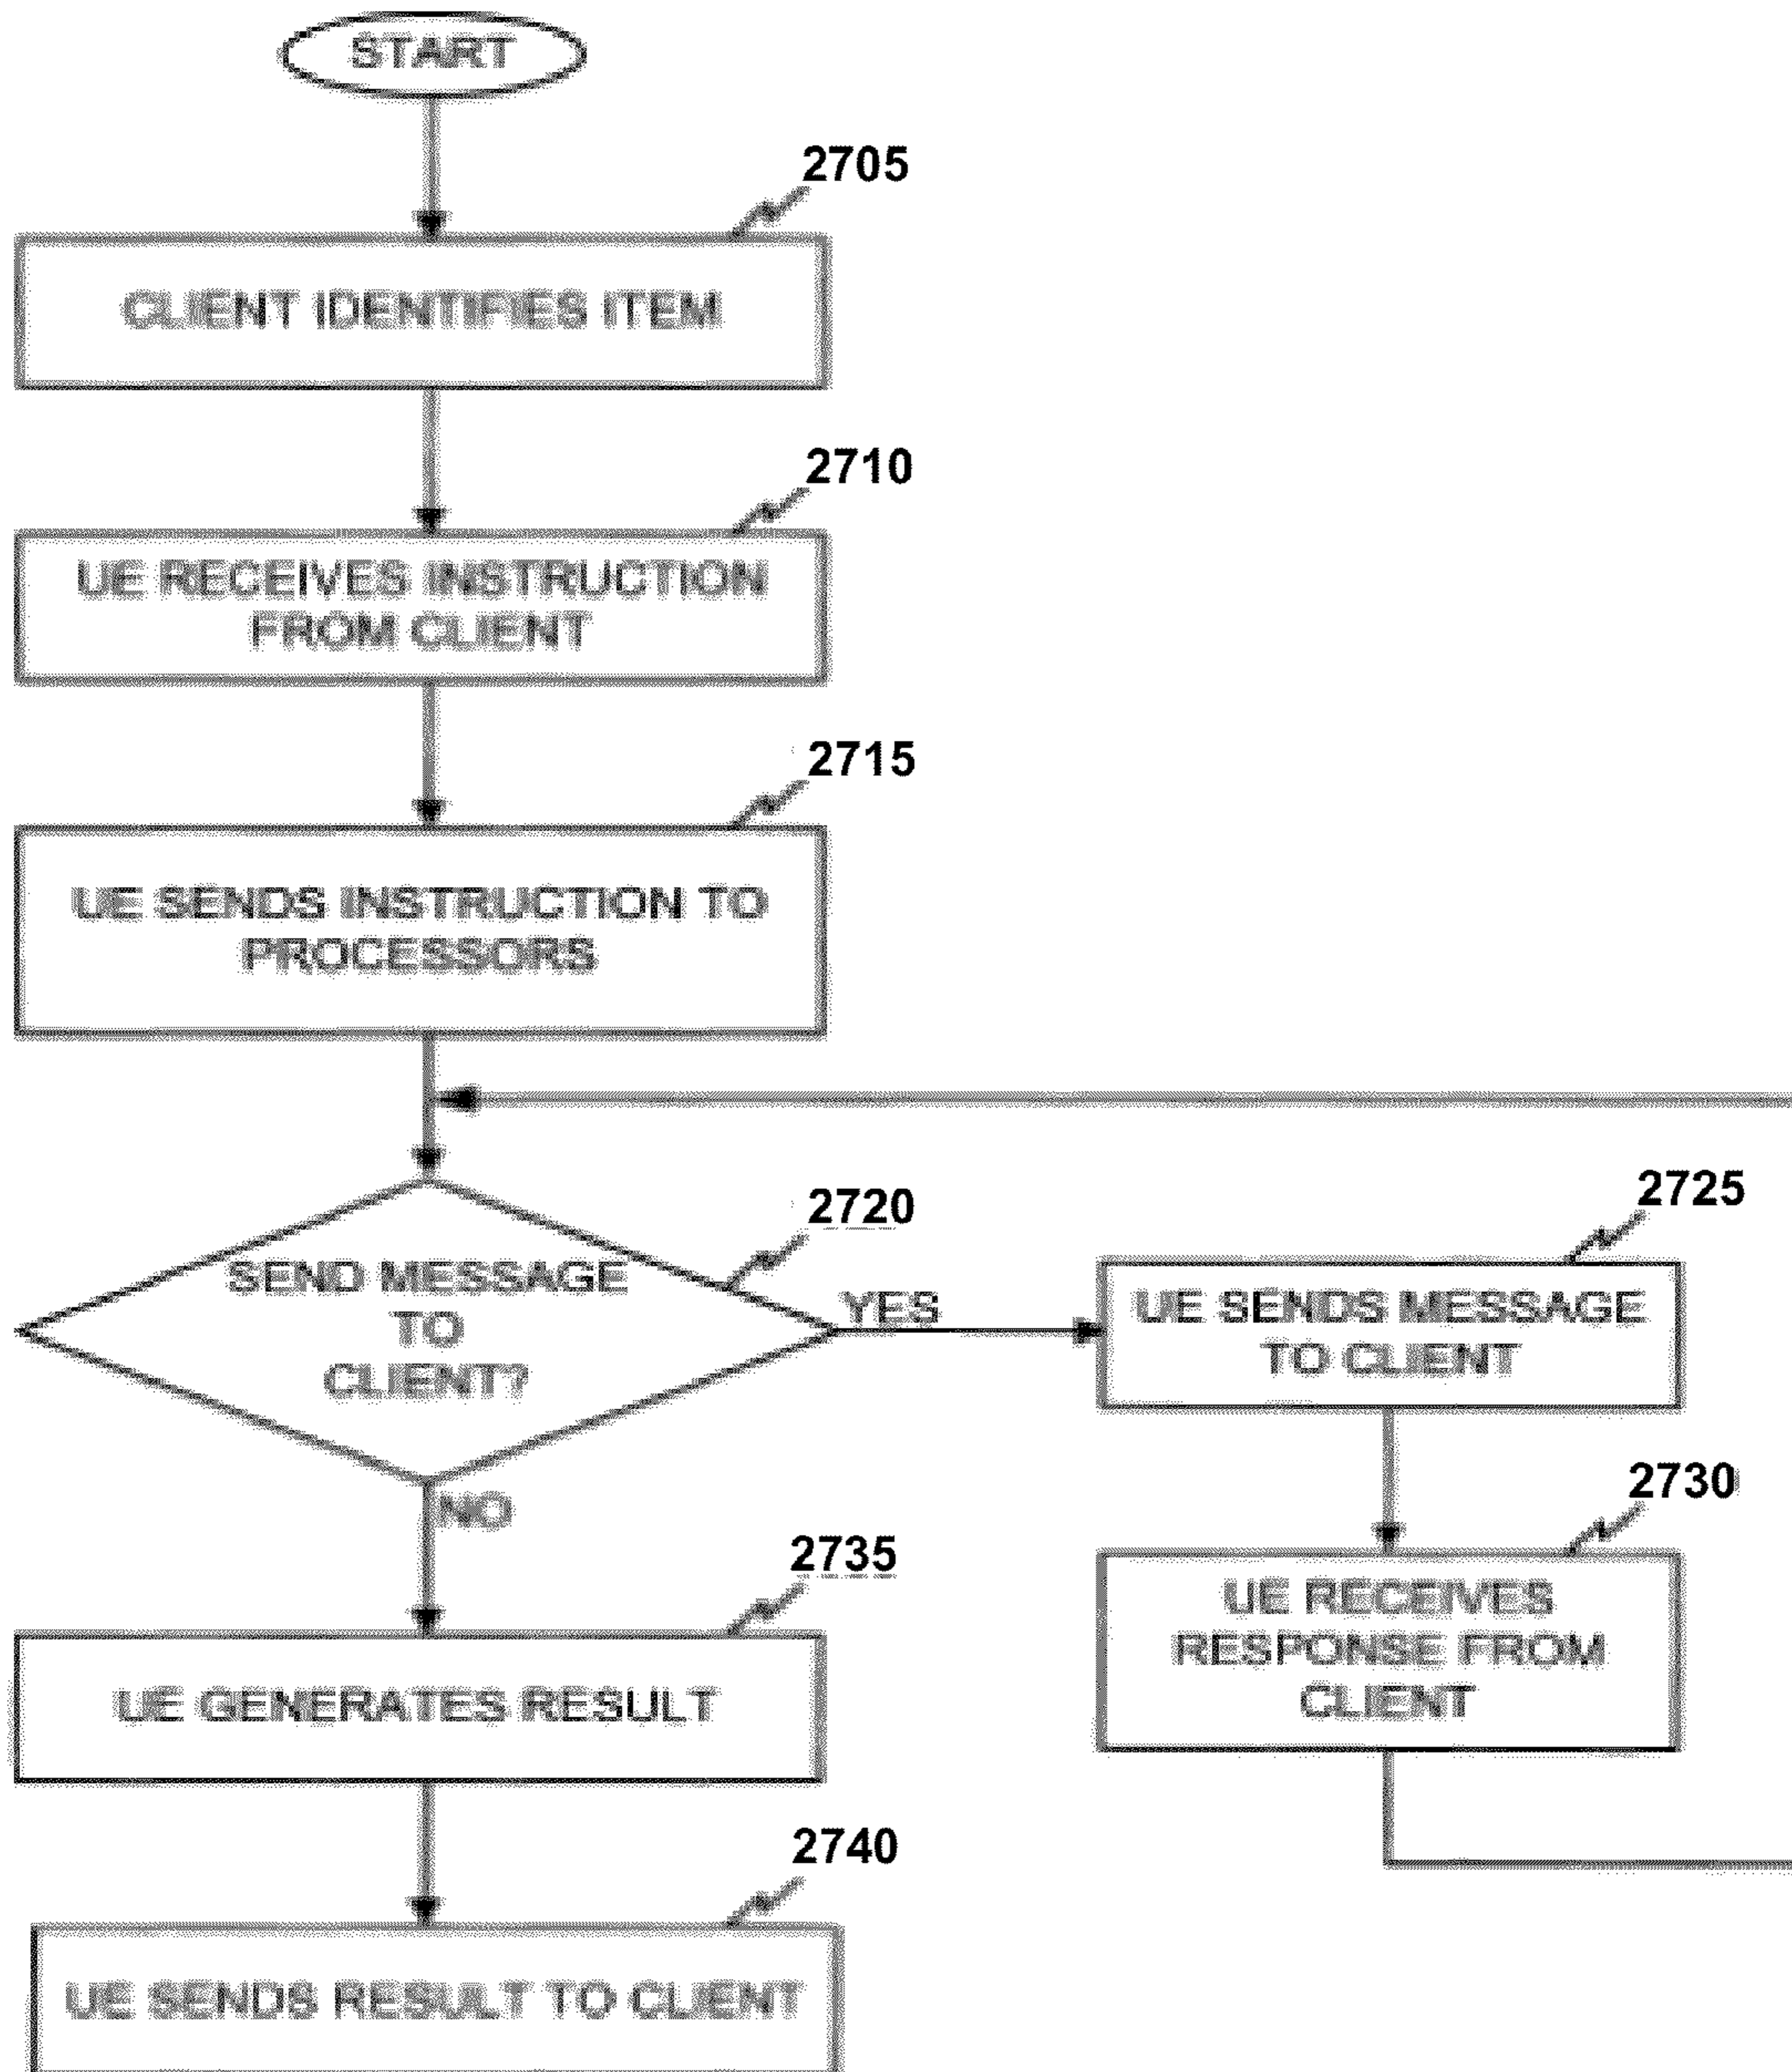 START
2705
CLIENT IDENTIFIES ITEM
2710
UE RECEIVES INSTRUCTION
FROM CLIENT
2715
UE SENDS INSTRUCTION TO
PROCESSORS
2720
SEND MESSAGE
TO
CLIENT?
YES
2725
UE SENDS MESSAGE
TO CLIENT
NO
2730
UE RECEIVES
RESPONSE FROM
CLIENT
2735
UE GENERATES RESULT
2740
UE SENDS RESULT TO CLIENT